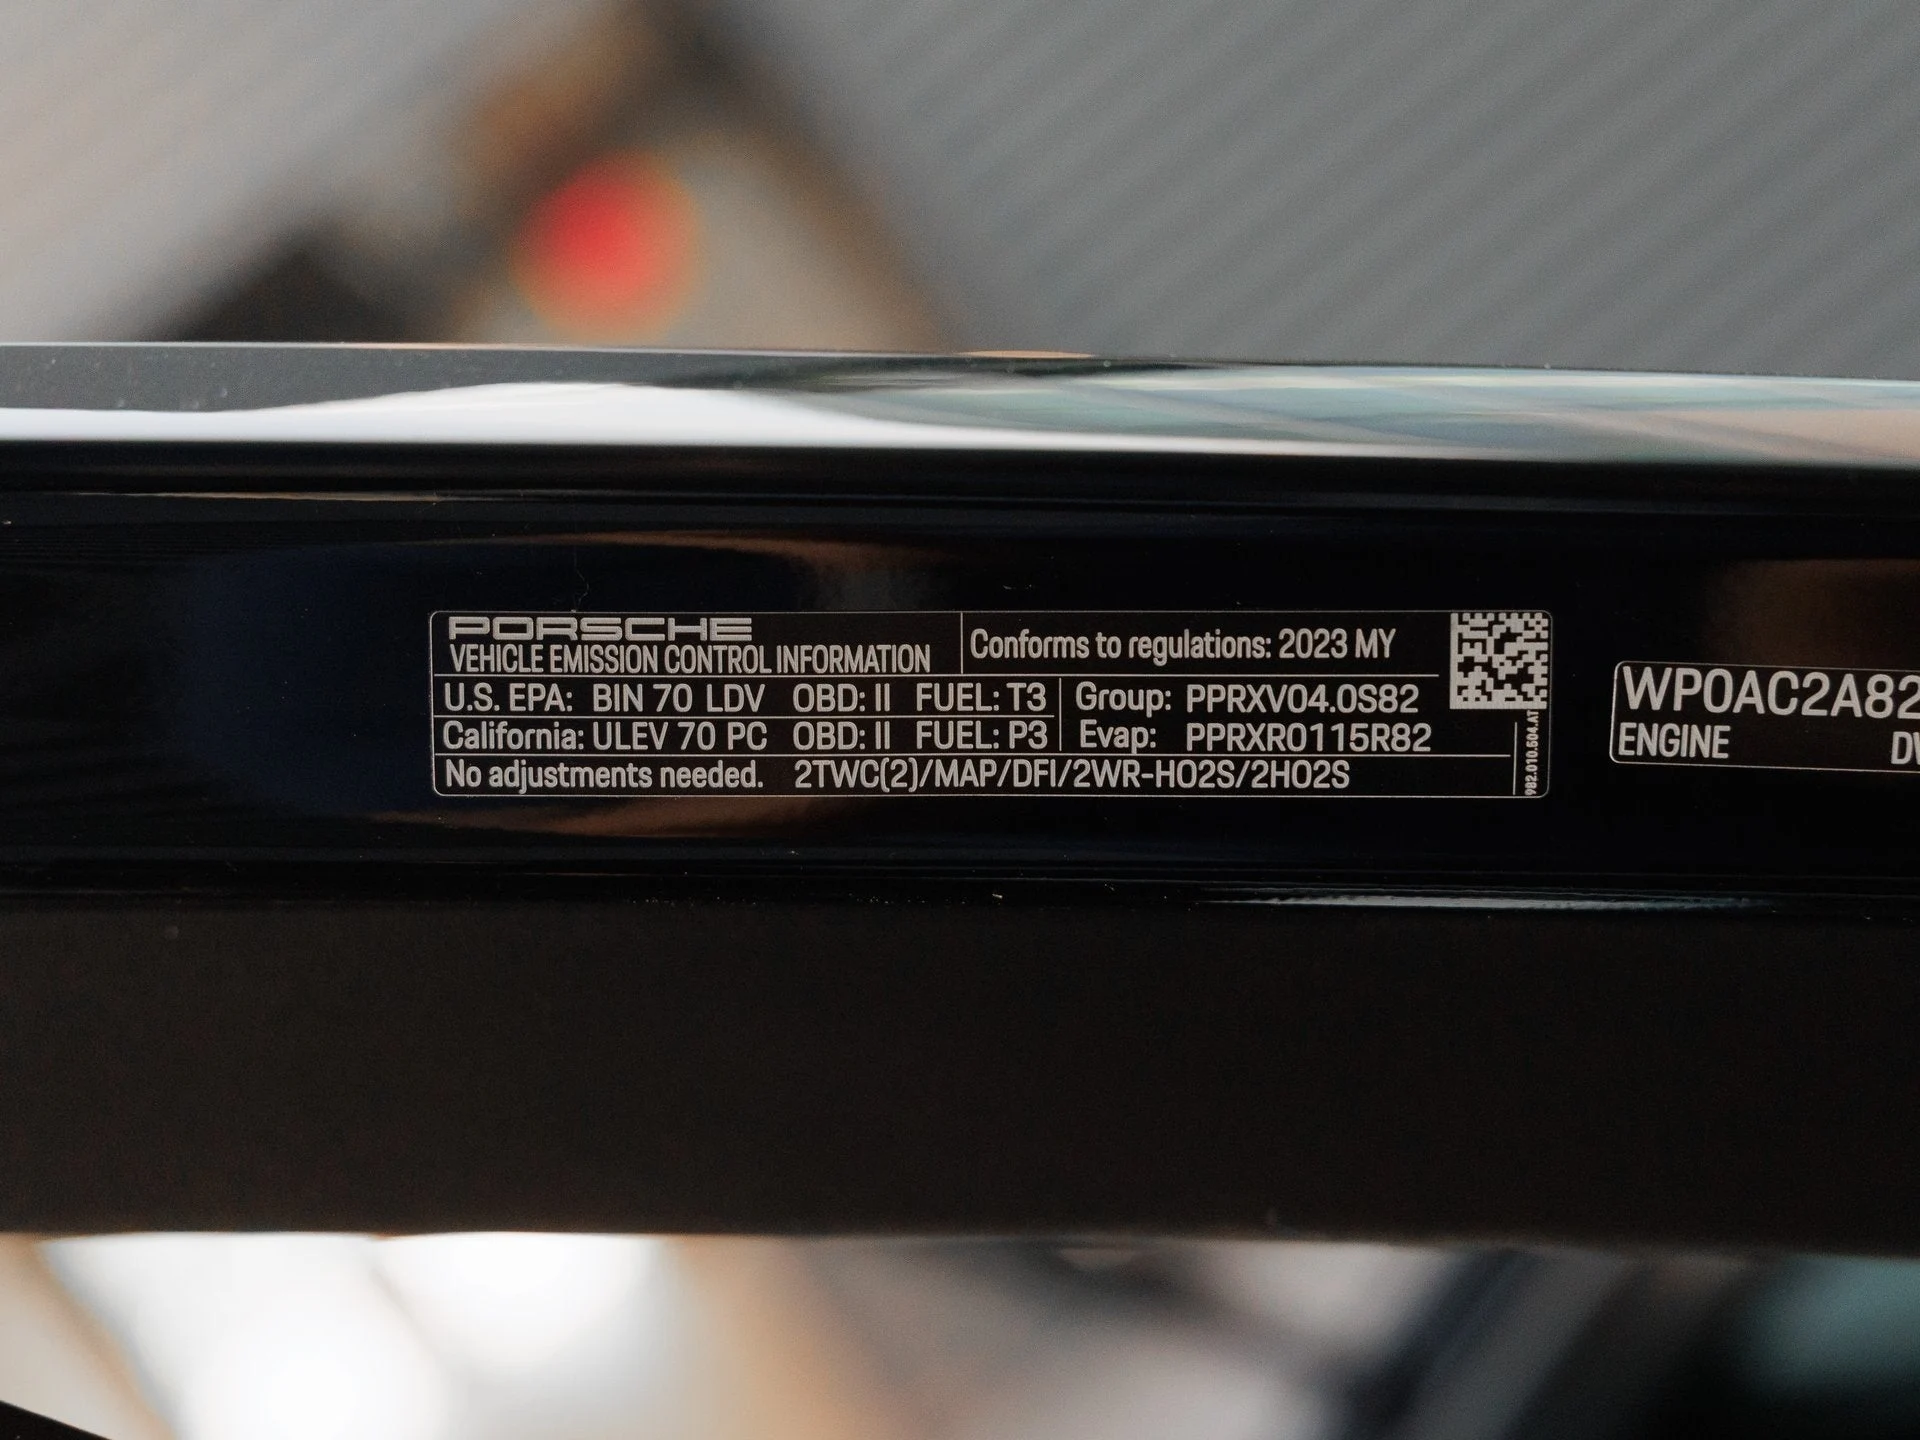 PORSCHE
VEHICLE EMISSION CONTROL INFORMATION
Conforms to regulations: 2023 MY
U.S. EPA: BIN 70 LDV OBD: II FUEL: T3
Group: PPRXV04.0S82
California: ULEV 70 PC OBD: II FUEL: P3
Evap: PPRXR0115R82
No adjustments needed. 2TWC(2)/MAP/DFI/2WR-HO2S/2HO2S
982.010.604.AT
WP0AC2A82
ENGINE